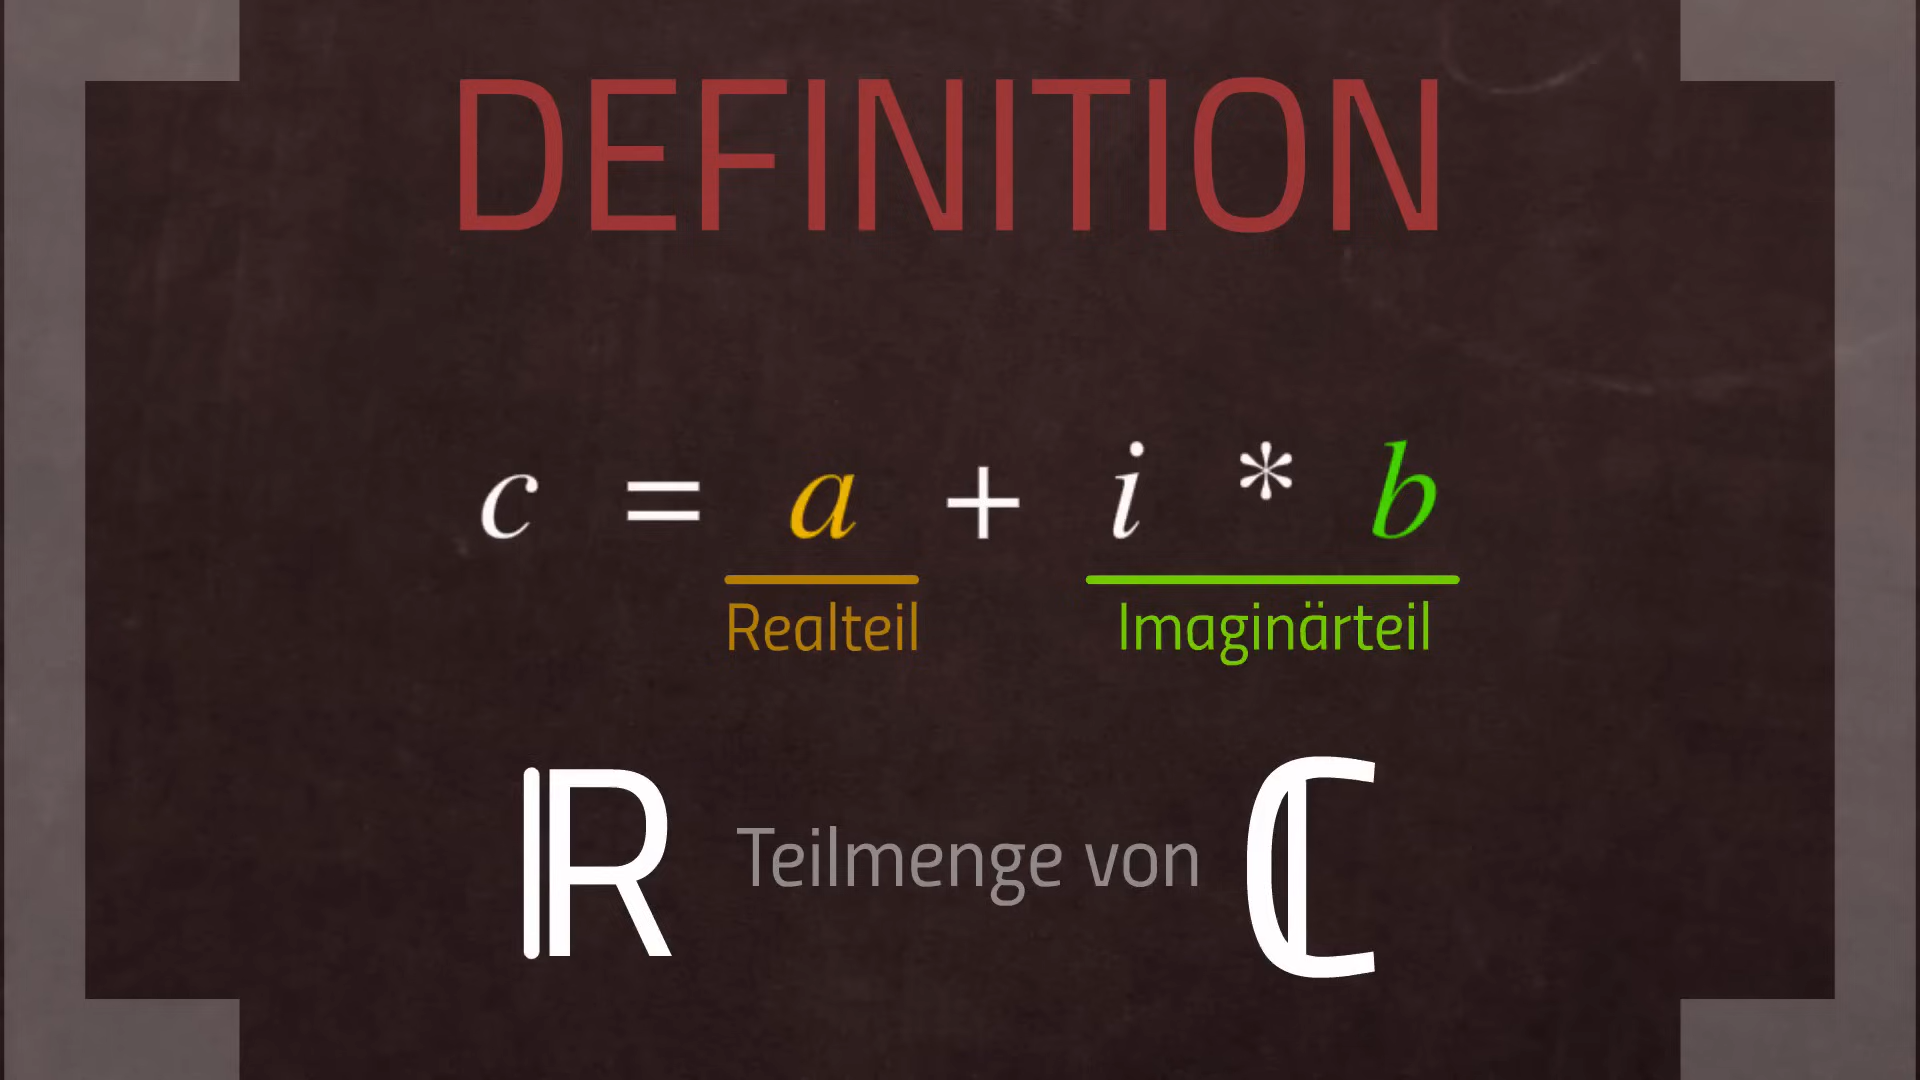 DEFINITION
c = a + i * b
Realteil Imaginärteil
ℝ Teilmenge von ℂ